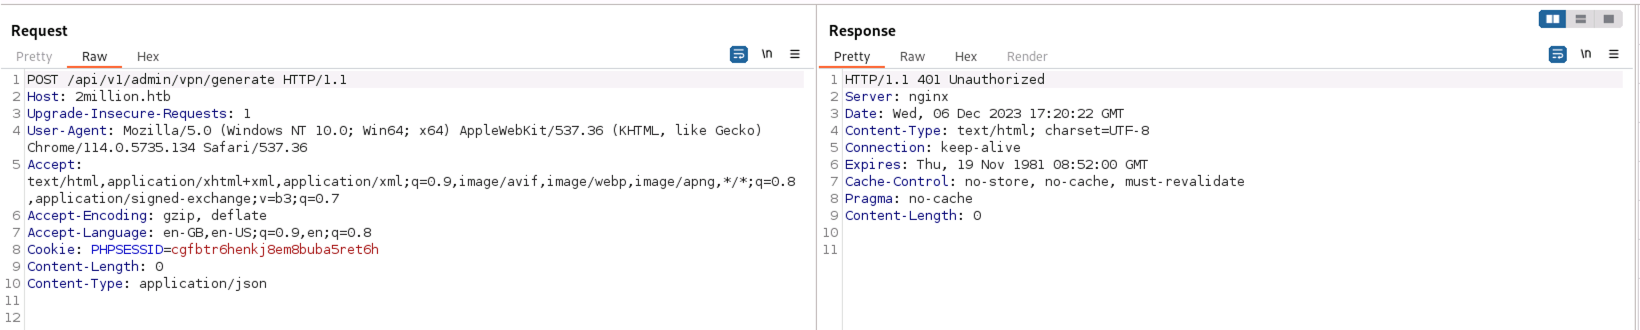 Request
Pretty Raw Hex \n
1 POST /api/v1/admin/vpn/generate HTTP/1.1
2 Host: 2million.htb
3 Upgrade-Insecure-Requests: 1
4 User-Agent: Mozilla/5.0 (Windows NT 10.0; Win64; x64) AppleWebKit/537.36 (KHTML, like Gecko)
Chrome/114.0.5735.134 Safari/537.36
5 Accept:
text/html,application/xhtml+xml,application/xml;q=0.9,image/avif,image/webp,image/apng,*/*;q=0.8
,application/signed-exchange;v=b3;q=0.7
6 Accept-Encoding: gzip, deflate
7 Accept-Language: en-GB,en-US;q=0.9,en;q=0.8
8 Cookie: PHPSESSID=cgfbtr6henkj8em8buba5ret6h
9 Content-Length: 0
10 Content-Type: application/json
11
12
Response
Pretty Raw Hex Render \n
1 HTTP/1.1 401 Unauthorized
2 Server: nginx
3 Date: Wed, 06 Dec 2023 17:20:22 GMT
4 Content-Type: text/html; charset=UTF-8
5 Connection: keep-alive
6 Expires: Thu, 19 Nov 1981 08:52:00 GMT
7 Cache-Control: no-store, no-cache, must-revalidate
8 Pragma: no-cache
9 Content-Length: 0
10
11